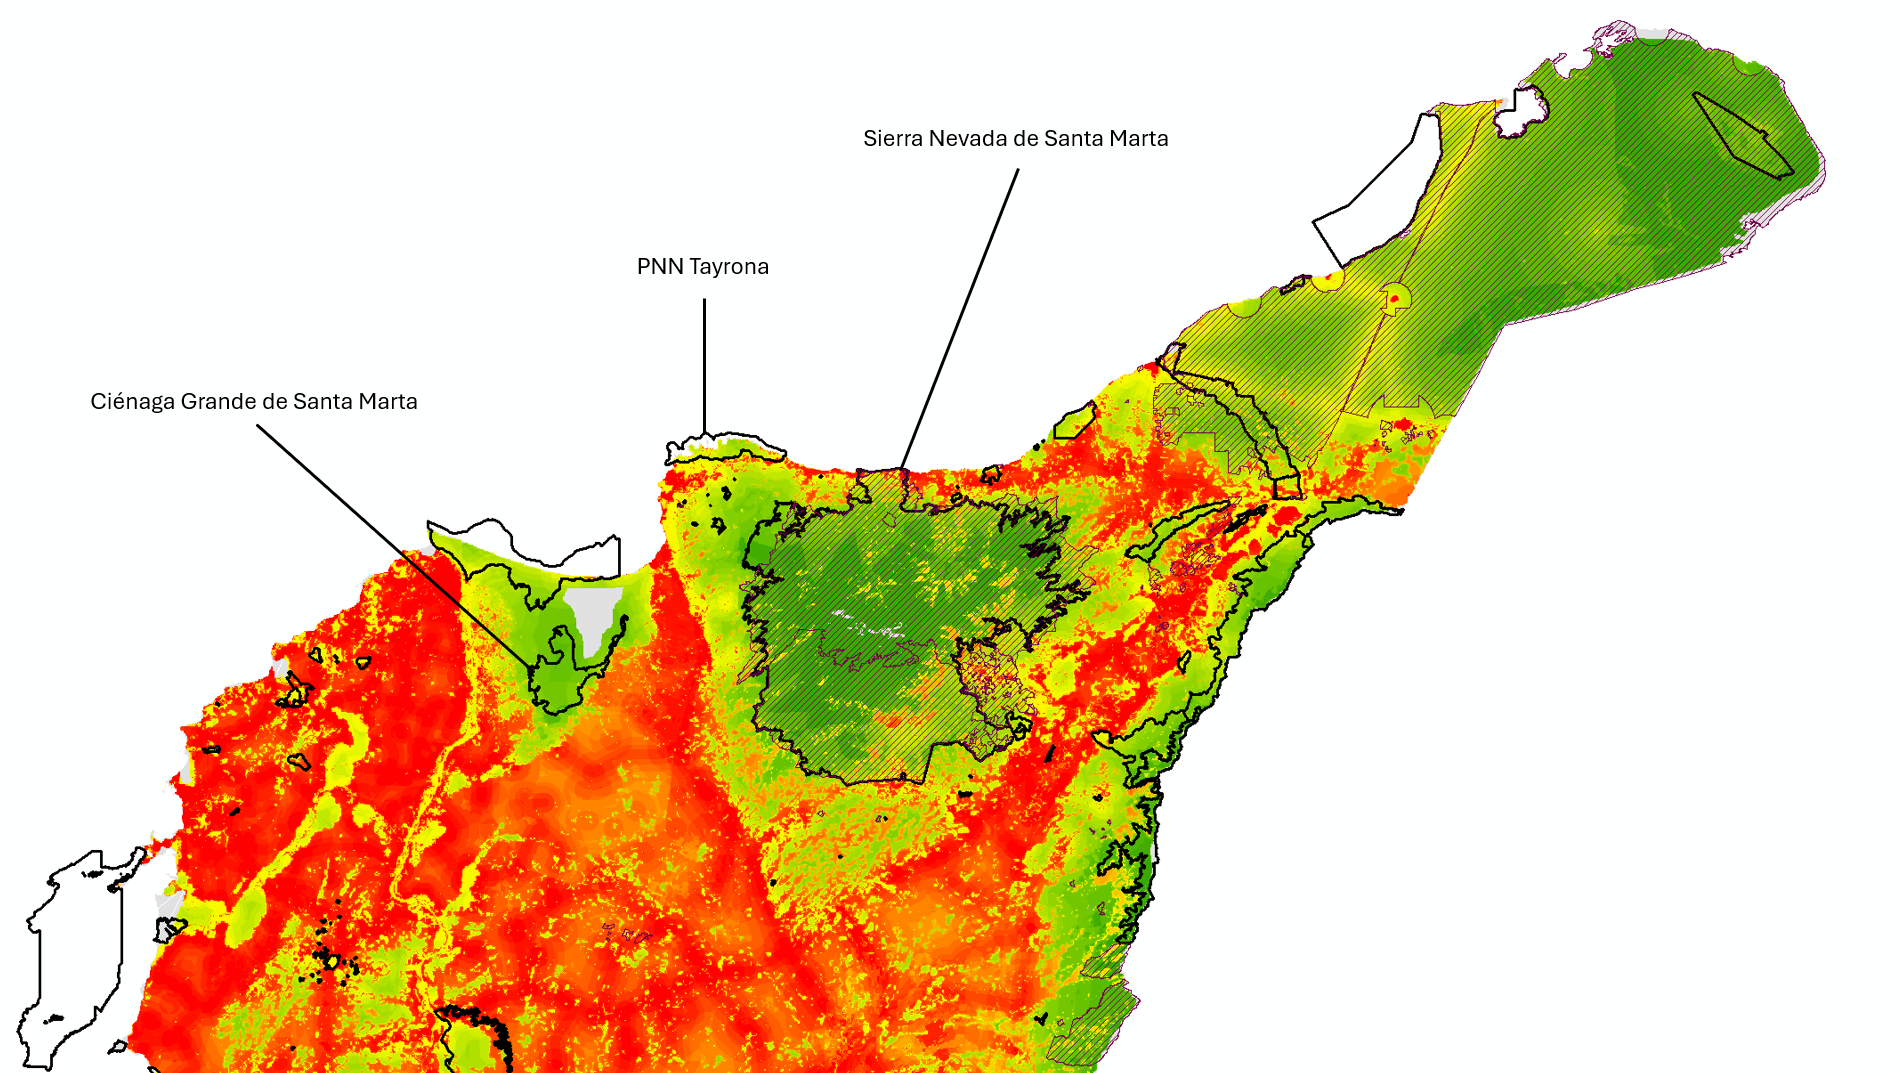 Sierra Nevada de Santa Marta
PNN Tayrona
Ciénaga Grande de Santa Marta